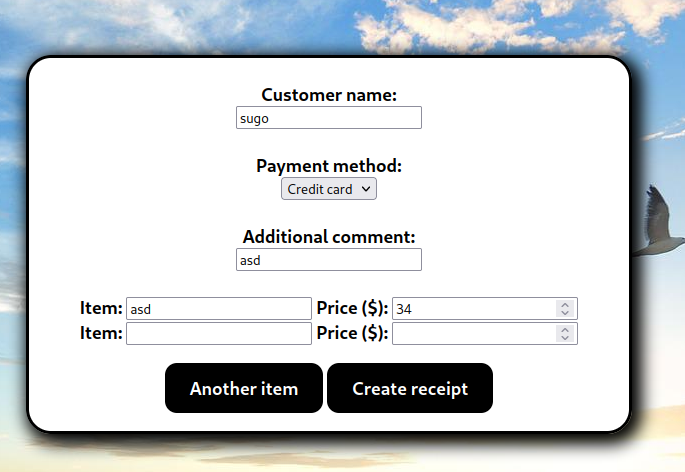 Customer name:
sugo
Payment method:
Credit card
Additional comment:
asd
Item: asd Price ($): 34
Item: Price ($):
Another item Create receipt